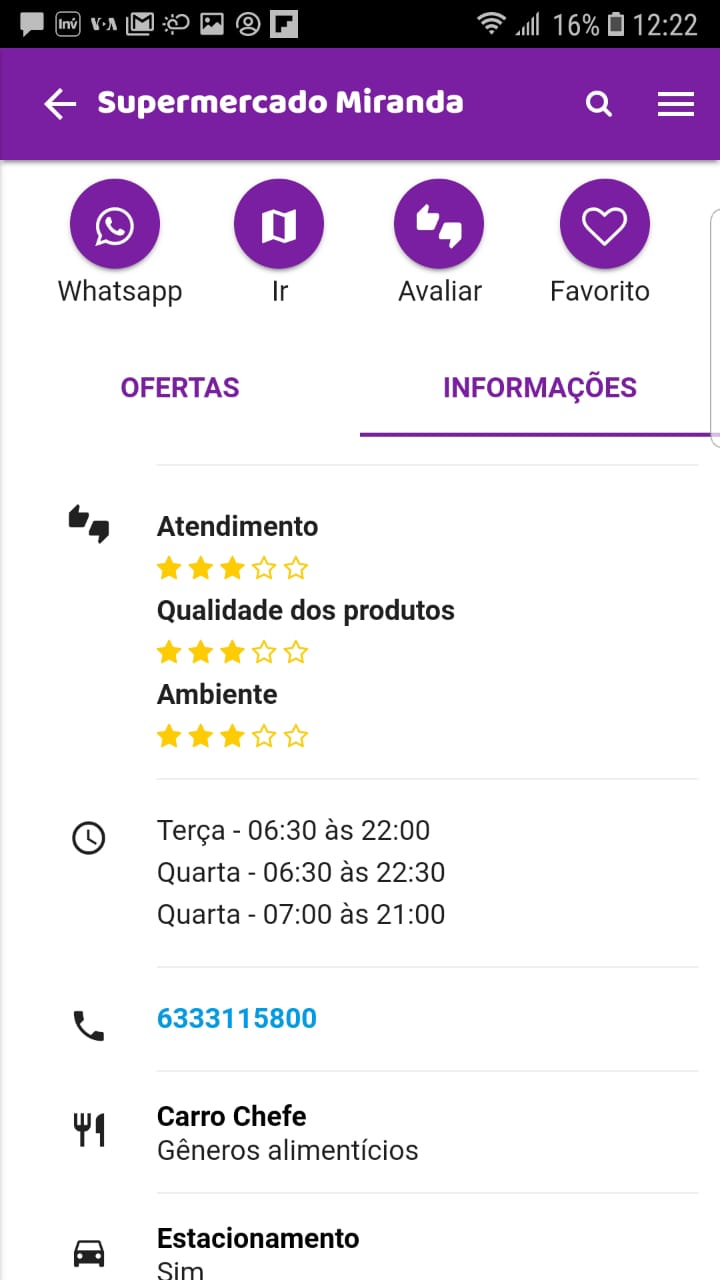 Inv VOA 16% 12:22
Supermercado Miranda
Whatsapp Ir Avaliar Favorito
OFERTAS INFORMAÇÕES
Atendimento
Qualidade dos produtos
Ambiente
Terça - 06:30 às 22:00
Quarta - 06:30 às 22:30
Quarta - 07:00 às 21:00
6333115800
Carro Chefe
Gêneros alimentícios
Estacionamento
Sim